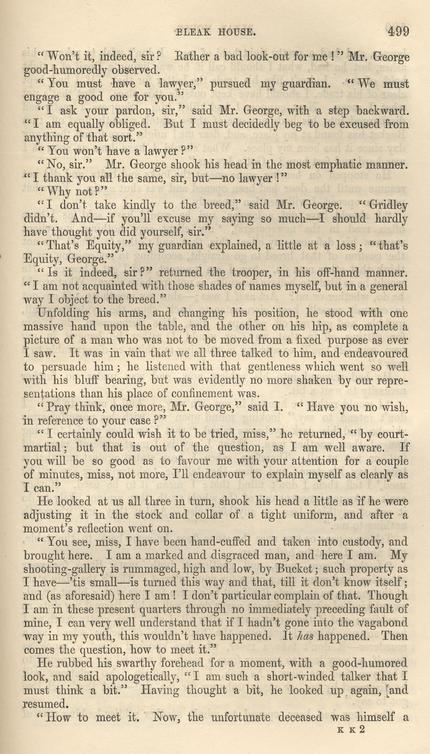 BLEAK HOUSE. 499
“Won’t it, indeed, sir? Rather a bad look-out for me!” Mr. George
good-humoredly observed.
“You must have a lawyer,” pursued my guardian. “We must
engage a good one for you.”
“I ask your pardon, sir,” said Mr. George, with a step backward.
“I am equally obliged. But I must decidedly beg to be excused from
anything of that sort.”
“You won’t have a lawyer?”
“No, sir.” Mr. George shook his head in the most emphatic manner.
“I thank you all the same, sir, but—no lawyer!”
“Why not?”
“I don’t take kindly to the breed,” said Mr. George. “Gridley
didn’t. And—if you’ll excuse my saying so much—I should hardly
have thought you did yourself, sir.”
“That’s Equity,” my guardian explained, a little at a loss; “that’s
Equity, George.”
“Is it indeed, sir?” returned the trooper, in his off-hand manner.
“I am not acquainted with those shades of names myself, but in a general
way I object to the breed.”
Unfolding his arms, and changing his position, he stood with one
massive hand upon the table, and the other on his hip, as complete a
picture of a man who was not to be moved from a fixed purpose as ever
I saw. It was in vain that we all three talked to him, and endeavoured
to persuade him; he listened with that gentleness which went so well
with his bluff bearing, but was evidently no more shaken by our repre-
sentations than his place of confinement was.
“Pray think, once more, Mr. George,” said I. “Have you no wish,
in reference to your case?”
“I certainly could wish it to be tried, miss,” he returned, “by court-
martial; but that is out of the question, as I am well aware. If
you will be so good as to favour me with your attention for a couple
of minutes, miss, not more, I’ll endeavour to explain myself as clearly as
I can.”
He looked at us all three in turn, shook his head a little as if he were
adjusting it in the stock and collar of a tight uniform, and after a
moment’s reflection went on.
“You see, miss, I have been hand-cuffed and taken into custody, and
brought here. I am a marked and disgraced man, and here I am. My
shooting-gallery is rummaged, high and low, by Bucket; such property as
I have—’tis small—is turned this way and that, till it don’t know itself;
and (as aforesaid) here I am! I don’t particular complain of that. Though
I am in these present quarters through no immediately preceding fault of
mine, I can very well understand that if I hadn’t gone into the vagabond
way in my youth, this wouldn’t have happened. It has happened. Then
comes the question, how to meet it.”
He rubbed his swarthy forehead for a moment, with a good-humored
look, and said apologetically, “I am such a short-winded talker that I
must think a bit.” Having thought a bit, he looked up again, [and
resumed.
“How to meet it. Now, the unfortunate deceased was himself a
K K 2